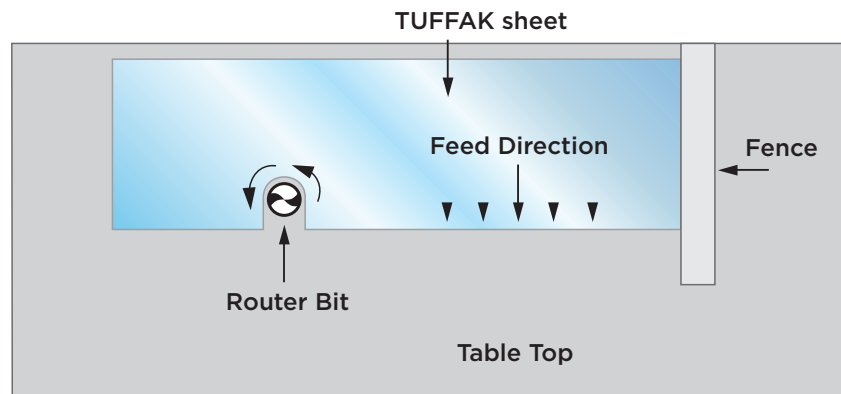 TUFFAK sheet
Feed Direction
Fence
Router Bit
Table Top